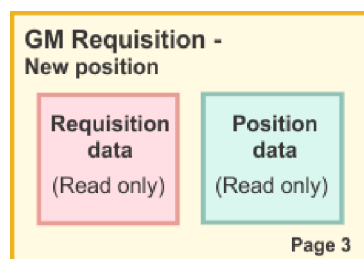 GM Requisition -
New position
Requisition
data
(Read only)
Position
data
(Read only)
Page 3